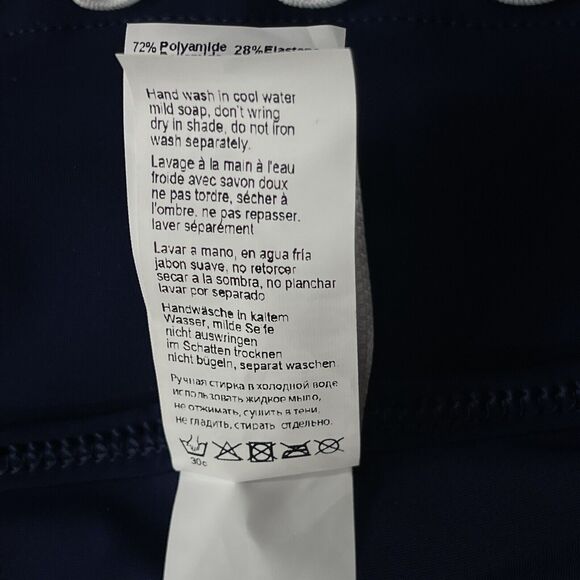 72% Polyamide 28% Elastane
Hand wash in cool water
mild soap, don't wring
dry in shade, do not iron
wash separately.
Lavage à la main à l'eau
froide avec savon doux
ne pas tordre, sécher à
l'ombre, ne pas repasser.
laver séparément
Lavar a mano, en agua fría
jabon suave, no retorcer
secar a la sombra, no planchar
lavar por separado
Handwäsche in kaltem
Wasser, milde Seife
nicht auswringen
im Schatten trocknen
nicht bügeln, separat waschen
Ручная стирка в холодной воде
использовать жидкое мыло,
не отжимать, сушить в тени,
не гладить, стирать отдельно.
30c